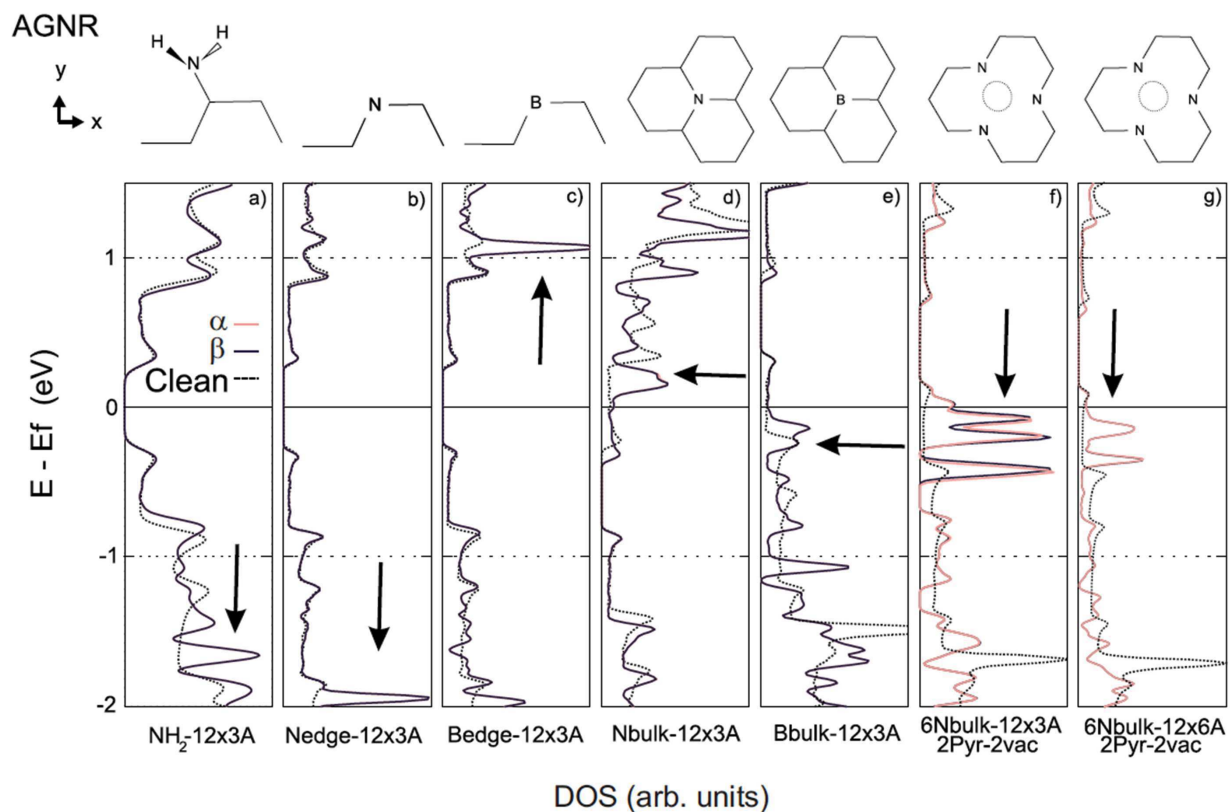 AGNR
y
x
H
H
N
N
B
N
B
N
N
N
N
N
N
a)
b)
c)
d)
e)
f)
g)
1
0
-1
-2
E - Ef (eV)
α
β
Clean
NH₂-12x3A
Nedge-12x3A
Bedge-12x3A
Nbulk-12x3A
Bbulk-12x3A
6Nbulk-12x3A
2Pyr-2vac
6Nbulk-12x6A
2Pyr-2vac
DOS (arb. units)